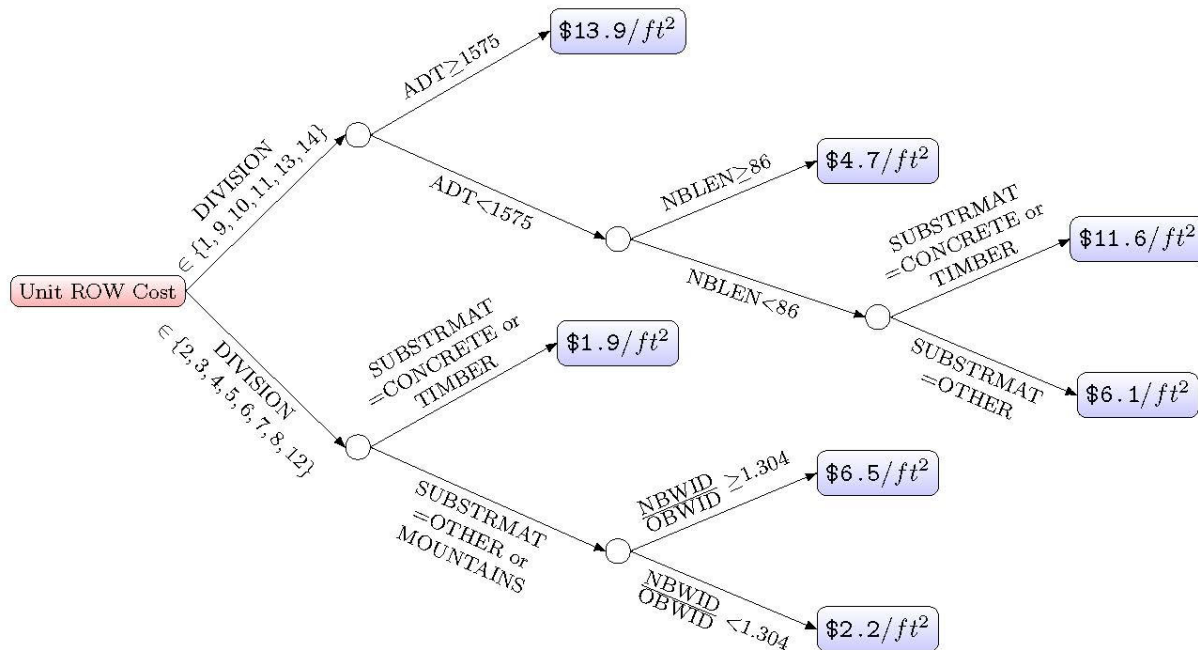 $13.9/ft²
ADT≥1575
DIVISION
∈ {1, 9, 10, 11, 13, 14}
$4.7/ft²
NBLEN≥86
ADT<1575
SUBSTRMAT
=CONCRETE or
TIMBER
$11.6/ft²
NBLEN<86
Unit ROW Cost
SUBSTRMAT
=CONCRETE or
TIMBER
$1.9/ft²
SUBSTRMAT
=OTHER
$6.1/ft²
DIVISION
∈ {2, 3, 4, 5, 6, 7, 8, 12}
NBWID
OBWID ≥1.304
$6.5/ft²
SUBSTRMAT
=OTHER or
MOUNTAINS
NBWID
OBWID <1.304
$2.2/ft²